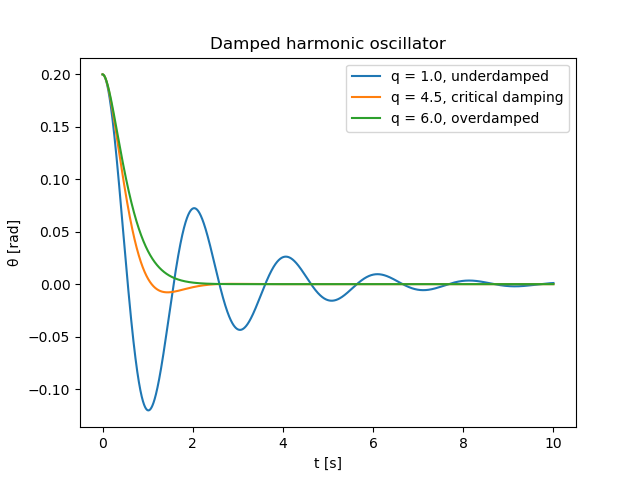 Damped harmonic oscillator
q = 1.0, underdamped
q = 4.5, critical damping
q = 6.0, overdamped
θ [rad]
0.20
0.15
0.10
0.05
0.00
−0.05
−0.10
0 2 4 6 8 10
t [s]